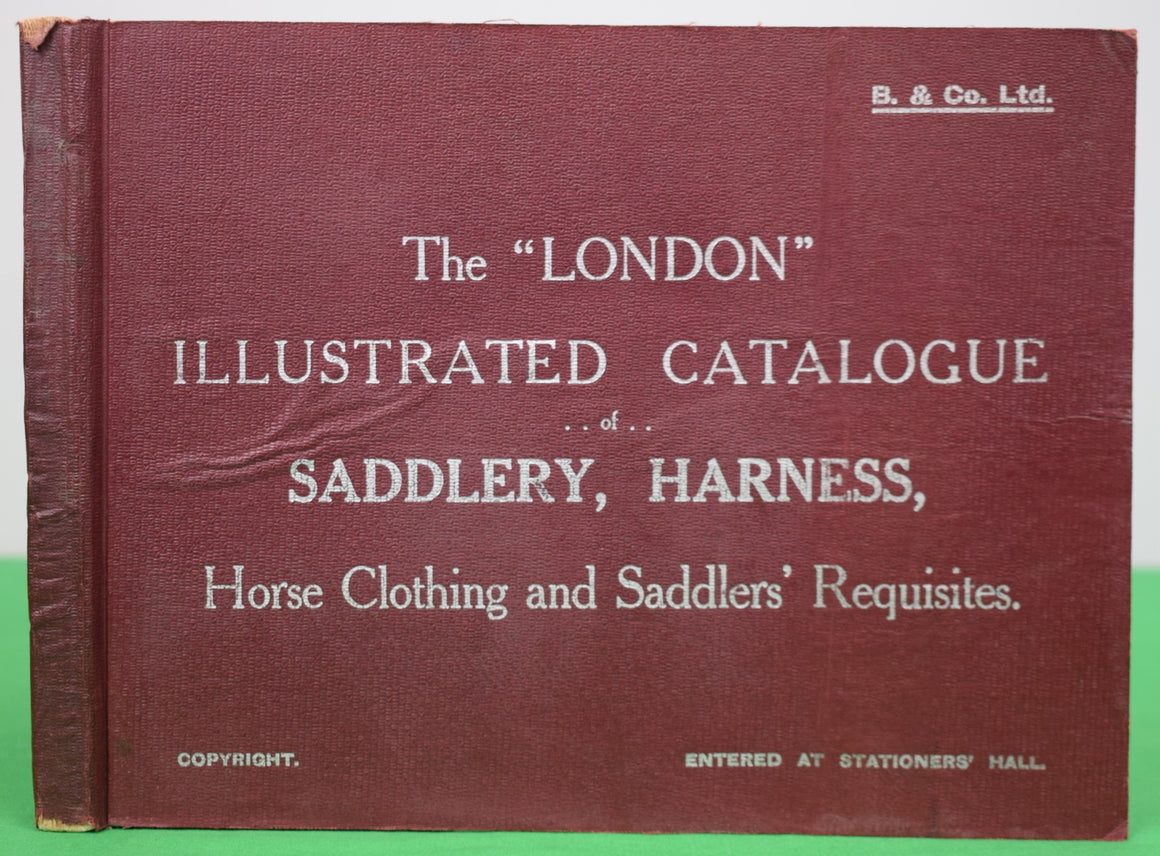 B. & Co. Ltd.
The “LONDON”
ILLUSTRATED CATALOGUE
. . of . .
SADDLERY, HARNESS,
Horse Clothing and Saddlers’ Requisites.
COPYRIGHT. ENTERED AT STATIONERS’ HALL.